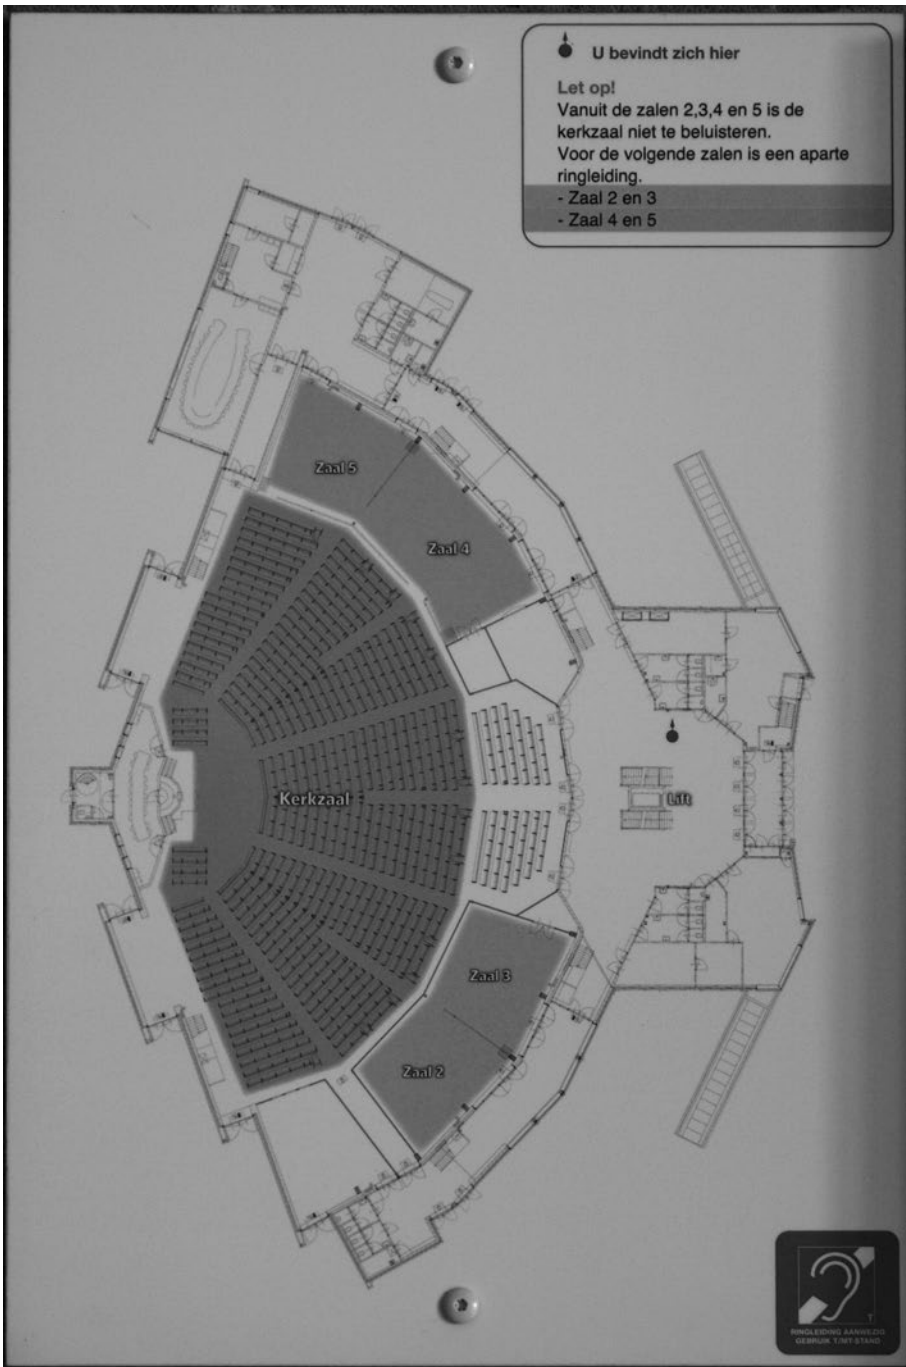 U bevindt zich hier
Let op!
Vanuit de zalen 2,3,4 en 5 is de
kerkzaal niet te beluisteren.
Voor de volgende zalen is een aparte
ringleiding.
- Zaal 2 en 3
- Zaal 4 en 5
Zaal 5
Zaal 4
Kerkzaal
Lift
Zaal 3
Zaal 2
T
RINGLEIDING AANWEZIG
GEBRUIK T/MT-STAND